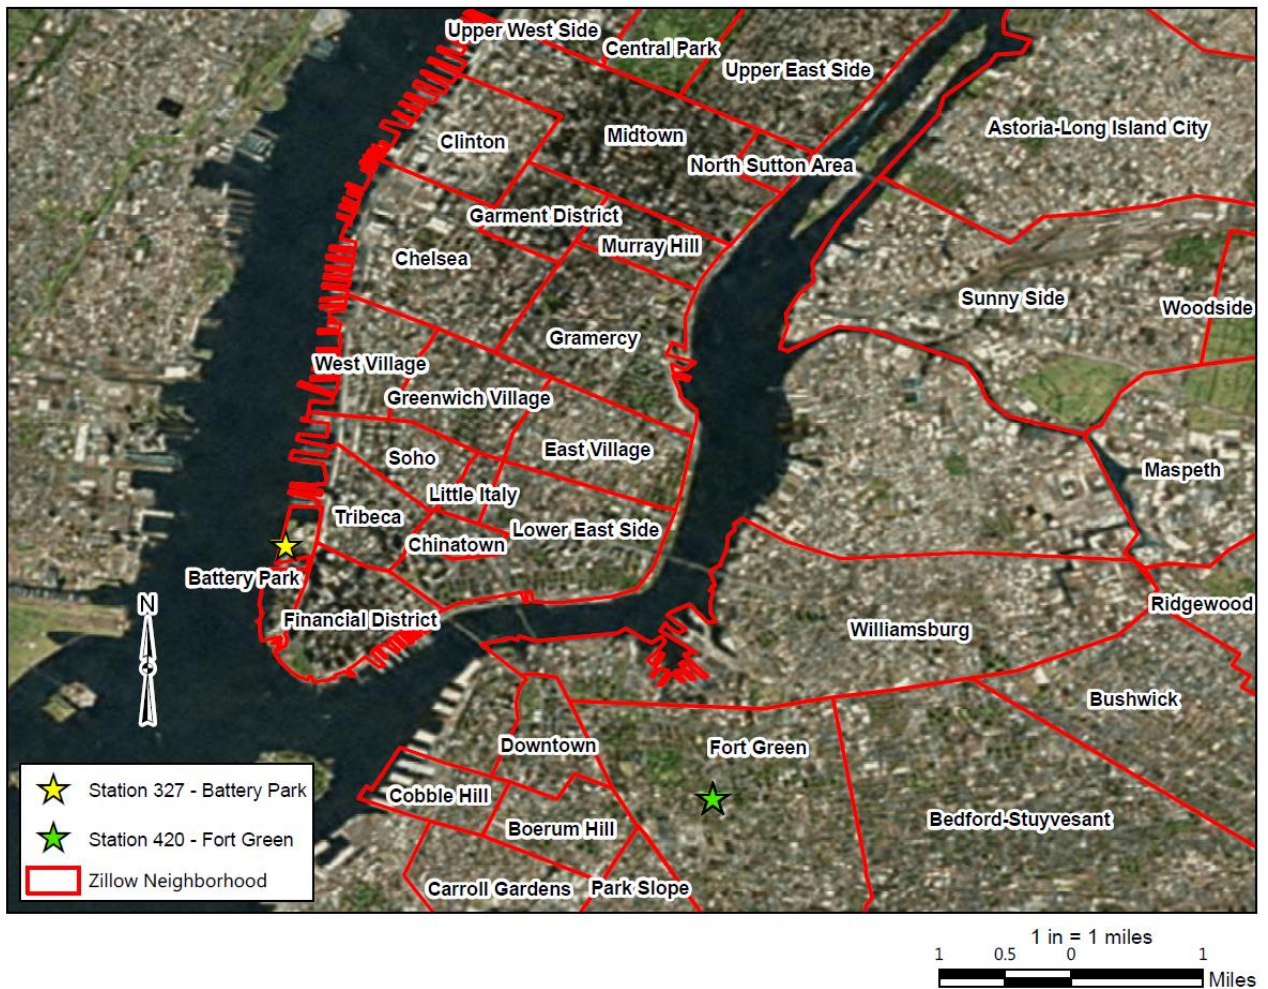 Upper West Side
Central Park
Upper East Side
Clinton
Midtown
Astoria-Long Island City
North Sutton Area
Garment District
Murray Hill
Chelsea
Sunny Side
Woodside
Gramercy
West Village
Greenwich Village
Soho
East Village
Maspeth
Little Italy
Tribeca
Lower East Side
Chinatown
Battery Park
N
Financial District
Ridgewood
Williamsburg
Bushwick
Downtown
Fort Green
Cobble Hill
Boerum Hill
Bedford-Stuyvesant
Carroll Gardens
Park Slope
Station 327 - Battery Park
Station 420 - Fort Green
Zillow Neighborhood
1 in = 1 miles
1 0.5 0 1
Miles